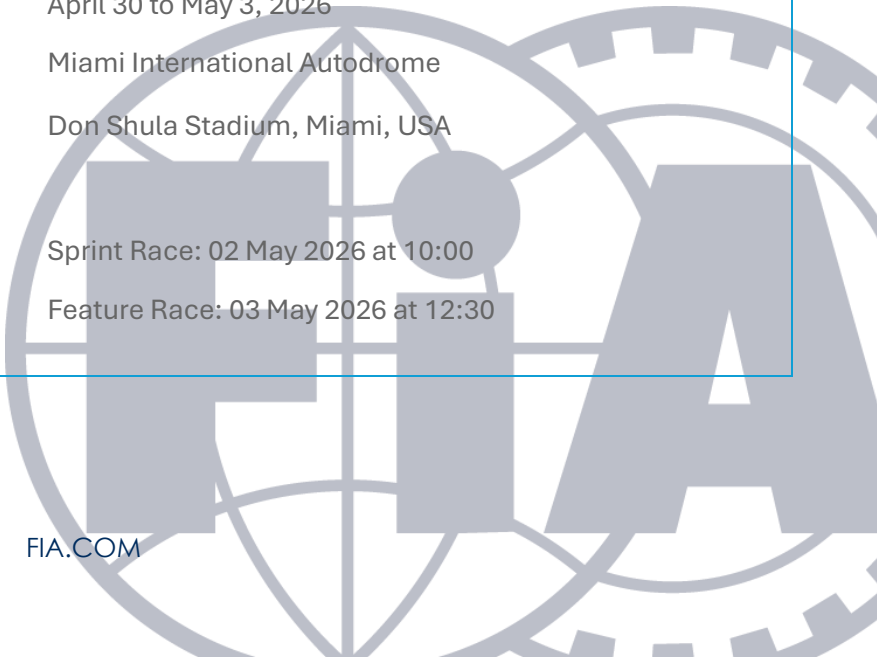 April 30 to May 3, 2026
Miami International Autodrome
Don Shula Stadium, Miami, USA
Sprint Race: 02 May 2026 at 10:00
Feature Race: 03 May 2026 at 12:30
FiA
FIA.COM